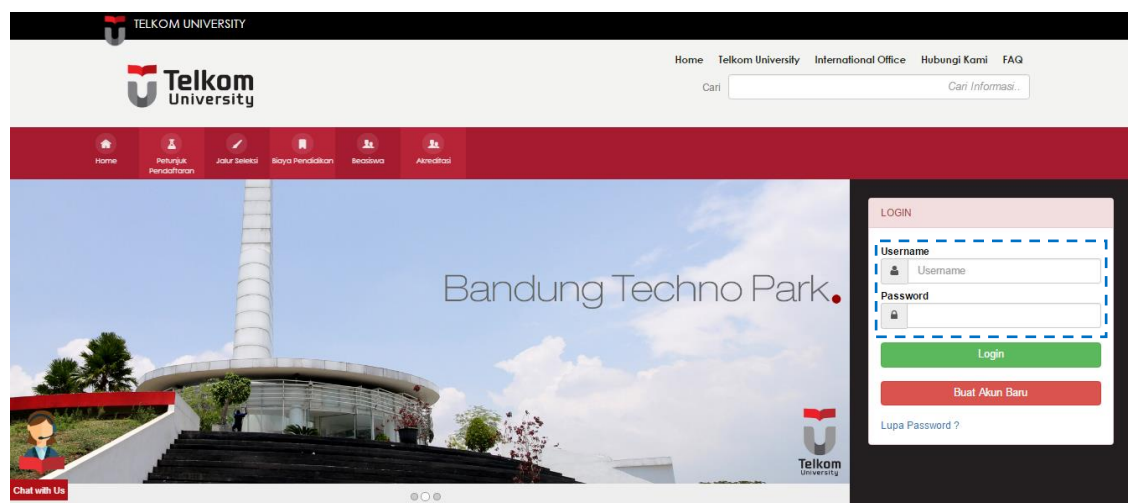 TELKOM UNIVERSITY
Telkom
University
Home Telkom University International Office Hubungi Kami FAQ
Cari Cari Informasi..
Home
Petunjuk
Pendaftaran
Jalur Seleksi
Biaya Pendidikan
Beasiswa
Akreditasi
Bandung Techno Park.
Telkom
University
LOGIN
Username
Username
Password
Login
Buat Akun Baru
Lupa Password ?
Chat with Us